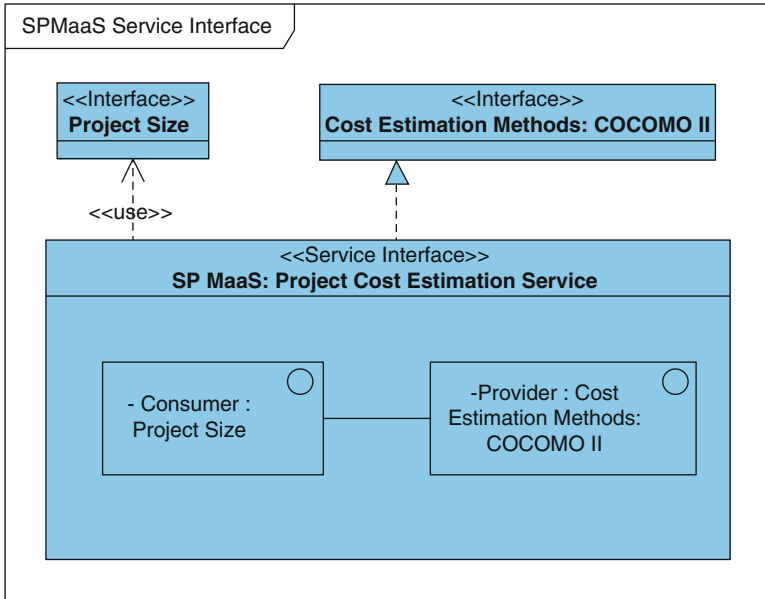 SPMaaS Service Interface
<<Interface>>
Project Size
<<Interface>>
Cost Estimation Methods: COCOMO II
<<use>>
<<Service Interface>>
SP MaaS: Project Cost Estimation Service
- Consumer :
Project Size
-Provider : Cost
Estimation Methods:
COCOMO II